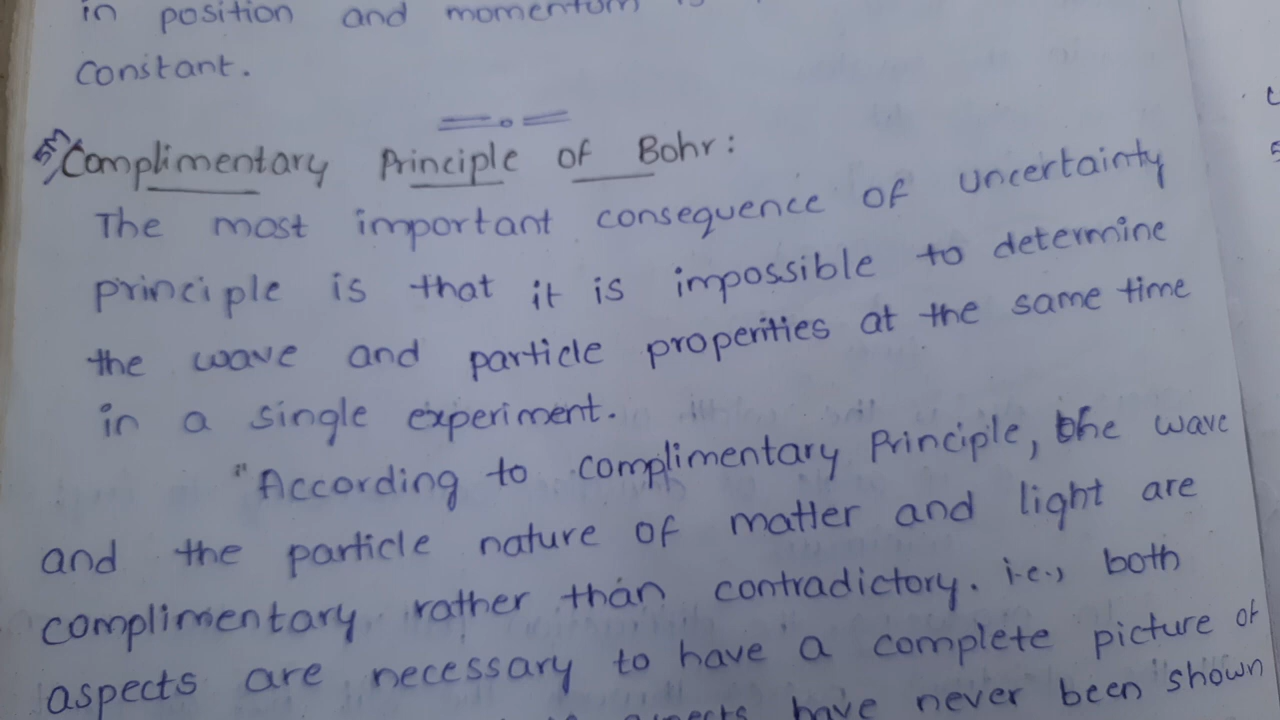 in position and momentum is
constant.
5M Complimentary Principle of Bohr:
The most important consequence of uncertainty
principle is that it is impossible to determine
the wave and particle properities at the same time
in a single experiment.
"According to complimentary Principle, the wave
and the particle nature of matter and light are
complimentary rather than contradictory. i.e., both
aspects are necessary to have a complete picture of
have never been shown